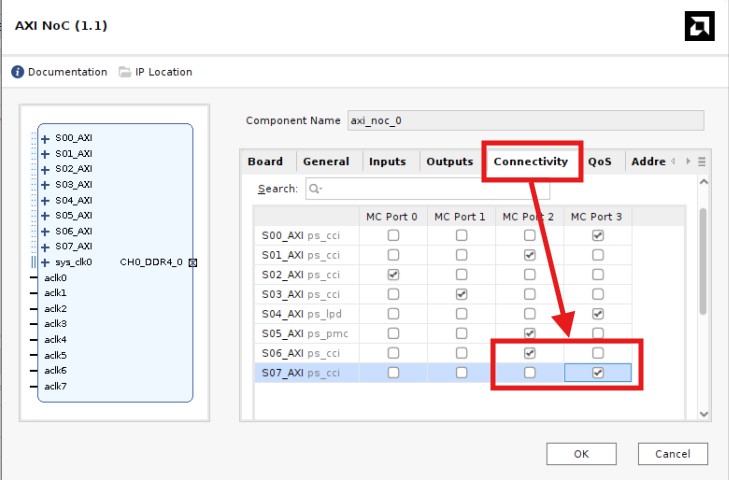 AXI NoC (1.1)
Documentation IP Location
S00_AXI
S01_AXI
S02_AXI
S03_AXI
S04_AXI
S05_AXI
S06_AXI
S07_AXI
sys_clk0 CH0_DDR4_0
aclk0
aclk1
aclk2
aclk3
aclk4
aclk5
aclk6
aclk7
Component Name axi_noc_0
Board General Inputs Outputs Connectivity QoS Addre
Search: Q-
MC Port 0 MC Port 1 MC Port 2 MC Port 3
S00_AXI ps_cci
S01_AXI ps_cci
S02_AXI ps_cci
S03_AXI ps_cci
S04_AXI ps_lpd
S05_AXI ps_pmc
S06_AXI ps_cci
S07_AXI ps_cci
OK Cancel